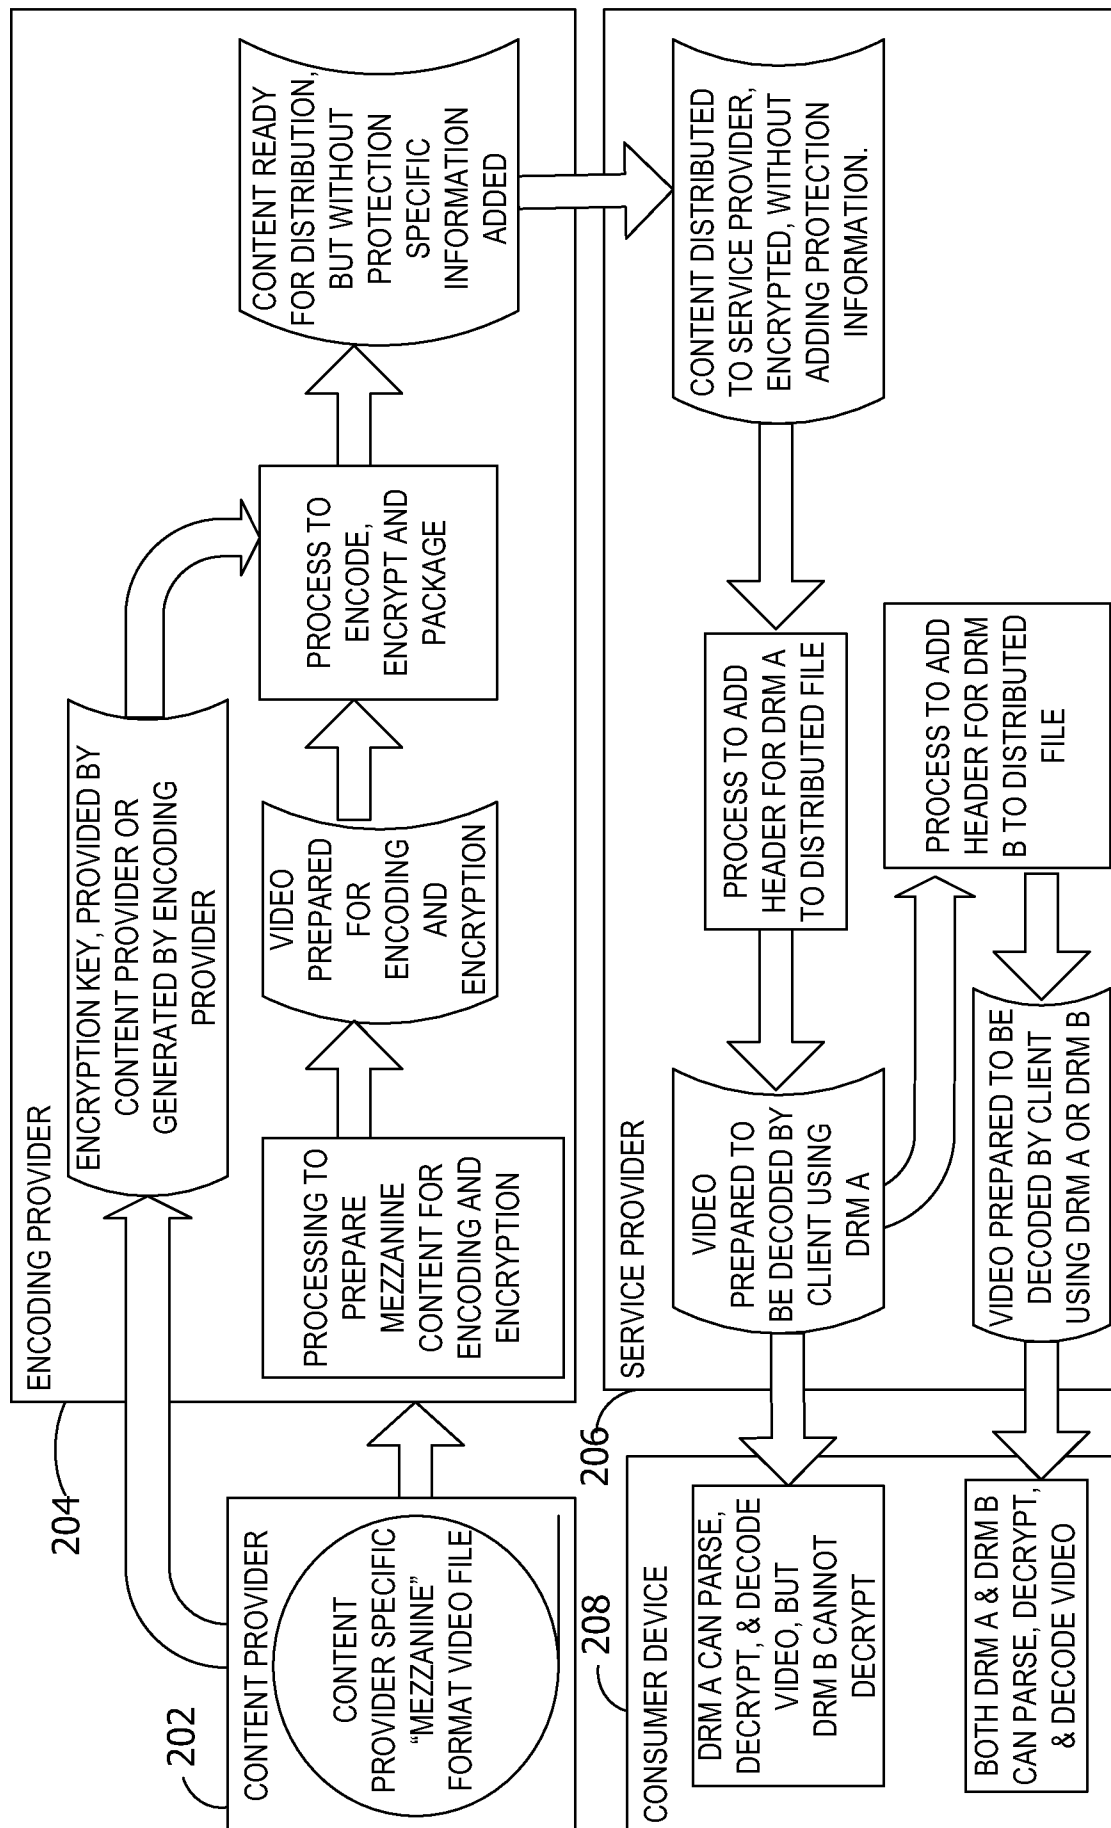 202
CONTENT PROVIDER
CONTENT
PROVIDER SPECIFIC
"MEZZANINE"
FORMAT VIDEO FILE
204
ENCODING PROVIDER
ENCRYPTION KEY, PROVIDED BY
CONTENT PROVIDER OR
GENERATED BY ENCODING
PROVIDER
PROCESSING TO
PREPARE
MEZZANINE
CONTENT FOR
ENCODING AND
ENCRYPTION
VIDEO
PREPARED
FOR
ENCODING
AND
ENCRYPTION
PROCESS TO
ENCODE,
ENCRYPT AND
PACKAGE
CONTENT READY
FOR DISTRIBUTION,
BUT WITHOUT
PROTECTION
SPECIFIC
INFORMATION
ADDED
206
SERVICE PROVIDER
CONTENT DISTRIBUTED
TO SERVICE PROVIDER,
ENCRYPTED, WITHOUT
ADDING PROTECTION
INFORMATION.
PROCESS TO ADD
HEADER FOR DRM A
TO DISTRIBUTED FILE
VIDEO
PREPARED TO
BE DECODED BY
CLIENT USING
DRM A
PROCESS TO ADD
HEADER FOR DRM
B TO DISTRIBUTED
FILE
VIDEO PREPARED TO BE
DECODED BY CLIENT
USING DRM A OR DRM B
208
CONSUMER DEVICE
DRM A CAN PARSE,
DECRYPT, & DECODE
VIDEO, BUT
DRM B CANNOT
DECRYPT
BOTH DRM A & DRM B
CAN PARSE, DECRYPT,
& DECODE VIDEO